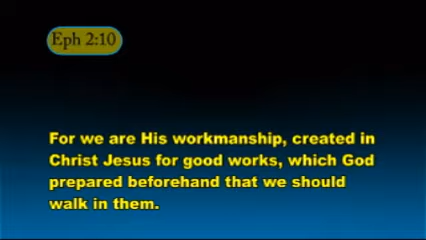 Eph 2:10
For we are His workmanship, created in
Christ Jesus for good works, which God
prepared beforehand that we should
walk in them.